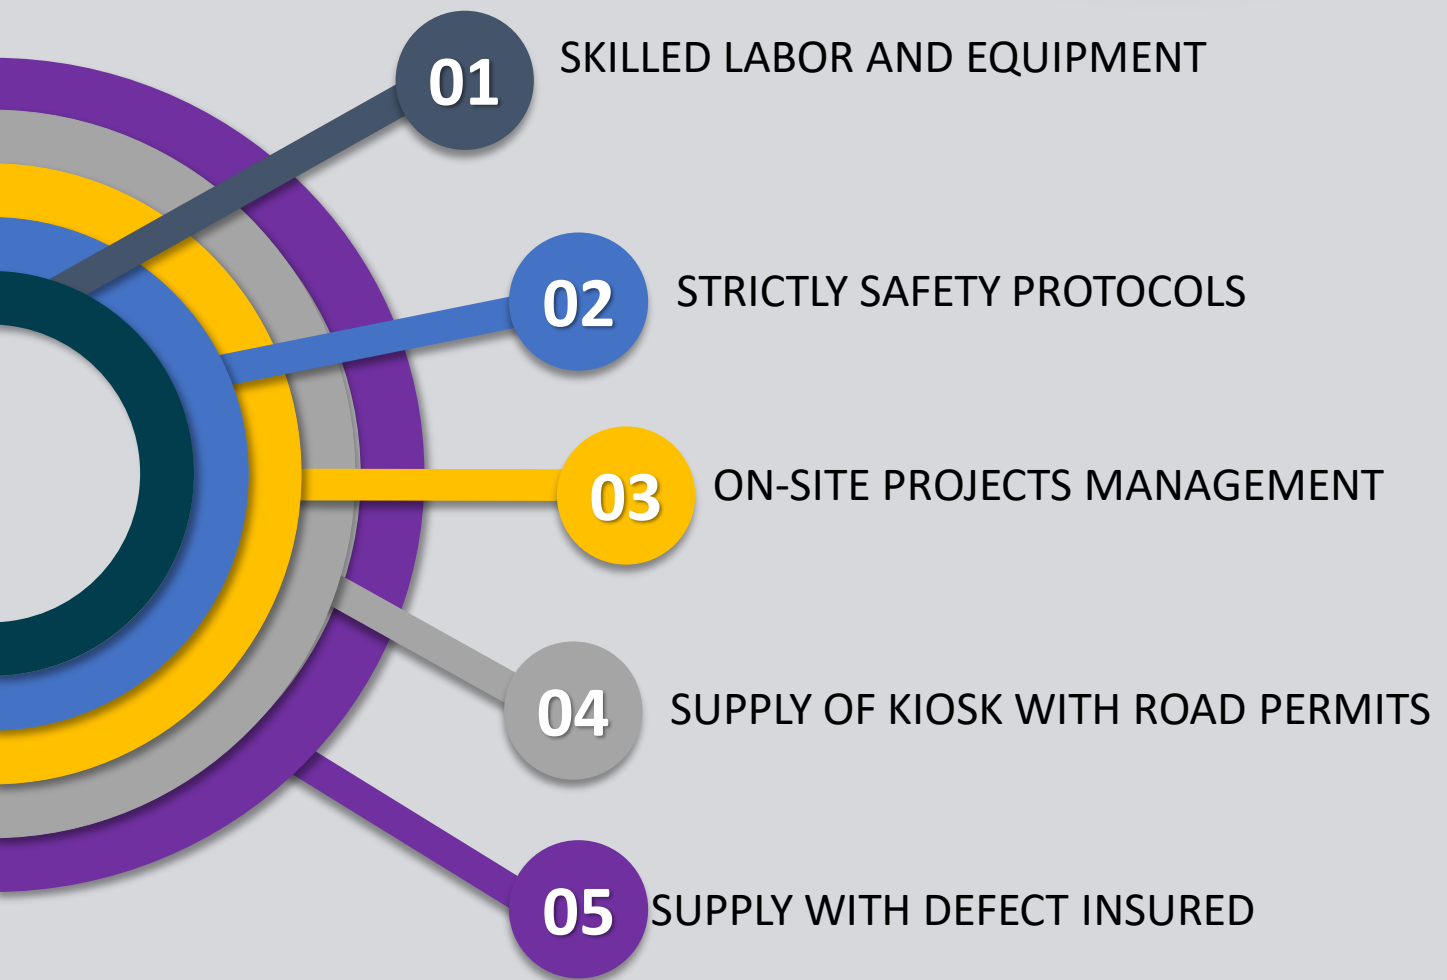 01
SKILLED LABOR AND EQUIPMENT
02
STRICTLY SAFETY PROTOCOLS
03
ON-SITE PROJECTS MANAGEMENT
04
SUPPLY OF KIOSK WITH ROAD PERMITS
05
SUPPLY WITH DEFECT INSURED